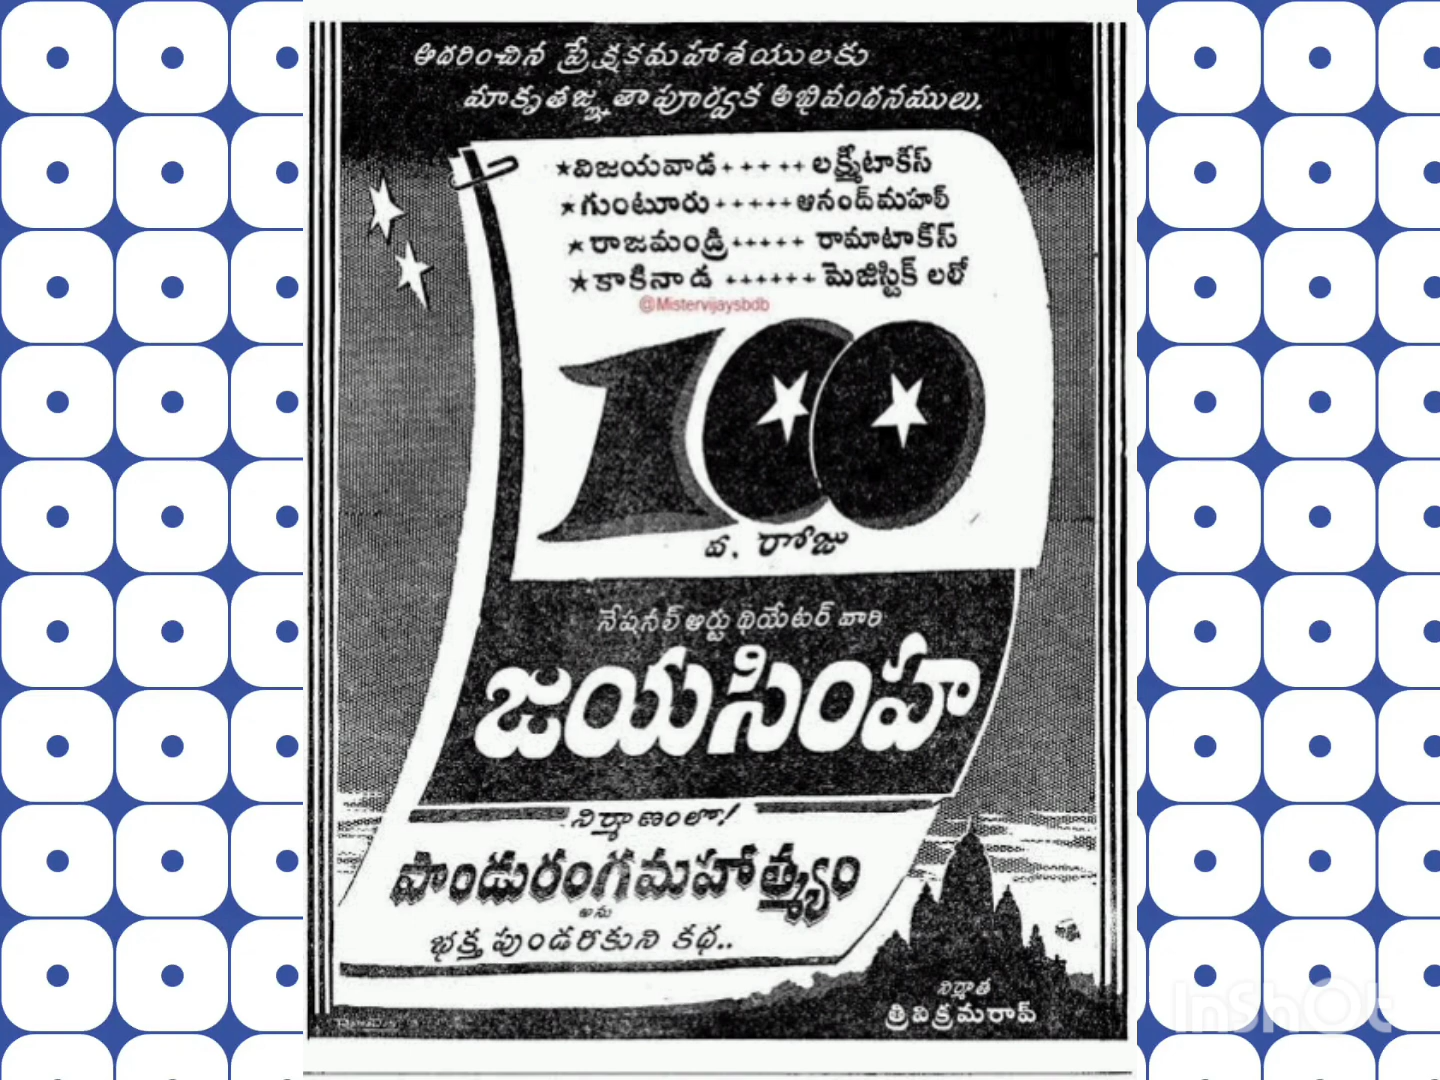 ఆదరించిన ప్రేక్షకమహాశయులకు
మాకృతజ్ఞతాపూర్వక అభివందనములు.
★విజయవాడ+++++ లక్ష్మీటాకీస్
★గుంటూరు+++++ఆనంద్‌మహల్
★రాజమండ్రి+++++ రామాటాకీస్
★కాకినాడ ++++++ మెజిస్టిక్ లలో
@Mistervijaysbdb
100
వ. రోజు
నేషనల్ ఆర్టు థియేటర్ వారి
జయసింహ
నిర్మాణంలో!
పాండురంగమహాత్మ్యం
అను
భక్త పుండరీకుని కథ..
నిర్మాత
త్రివిక్రమరావ్
InShOt